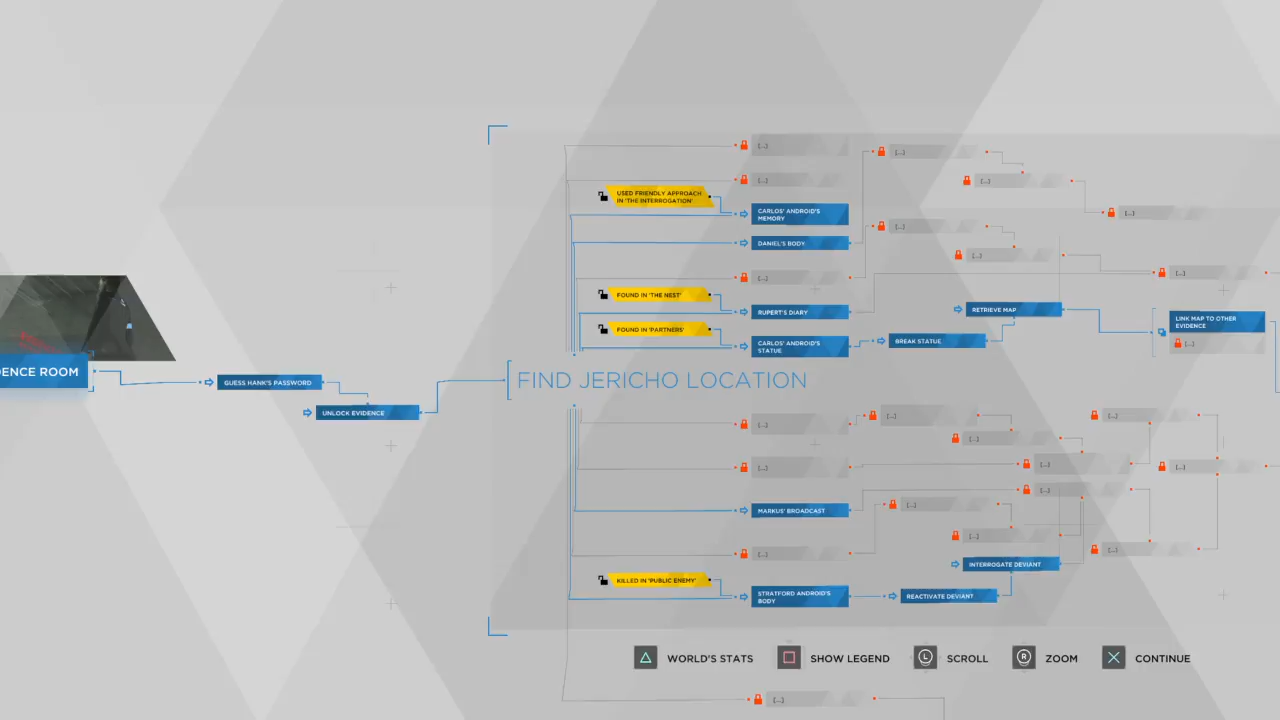 [...]
[...]
[...]
[...]
[...]
USED FRIENDLY APPROACH
IN 'THE INTERROGATION'
CARLOS' ANDROID'S
MEMORY
DANIEL'S BODY
[...]
[...]
[...]
[...]
FOUND IN 'THE NEST'
RUPERT'S DIARY
RETRIEVE MAP
LINK MAP TO OTHER
EVIDENCE
FOUND IN 'PARTNERS'
CARLOS' ANDROID'S
STATUE
BREAK STATUE
[...]
DENCE ROOM
GUESS HANK'S PASSWORD
UNLOCK EVIDENCE
FIND JERICHO LOCATION
[...]
[...]
[...]
[...]
[...]
[...]
[...]
[...]
MARKUS' BROADCAST
[...]
[...]
[...]
[...]
INTERROGATE DEVIANT
KILLED IN 'PUBLIC ENEMY'
STRATFORD ANDROID'S
BODY
REACTIVATE DEVIANT
WORLD'S STATS
SHOW LEGEND
L
SCROLL
R
ZOOM
CONTINUE
[...]